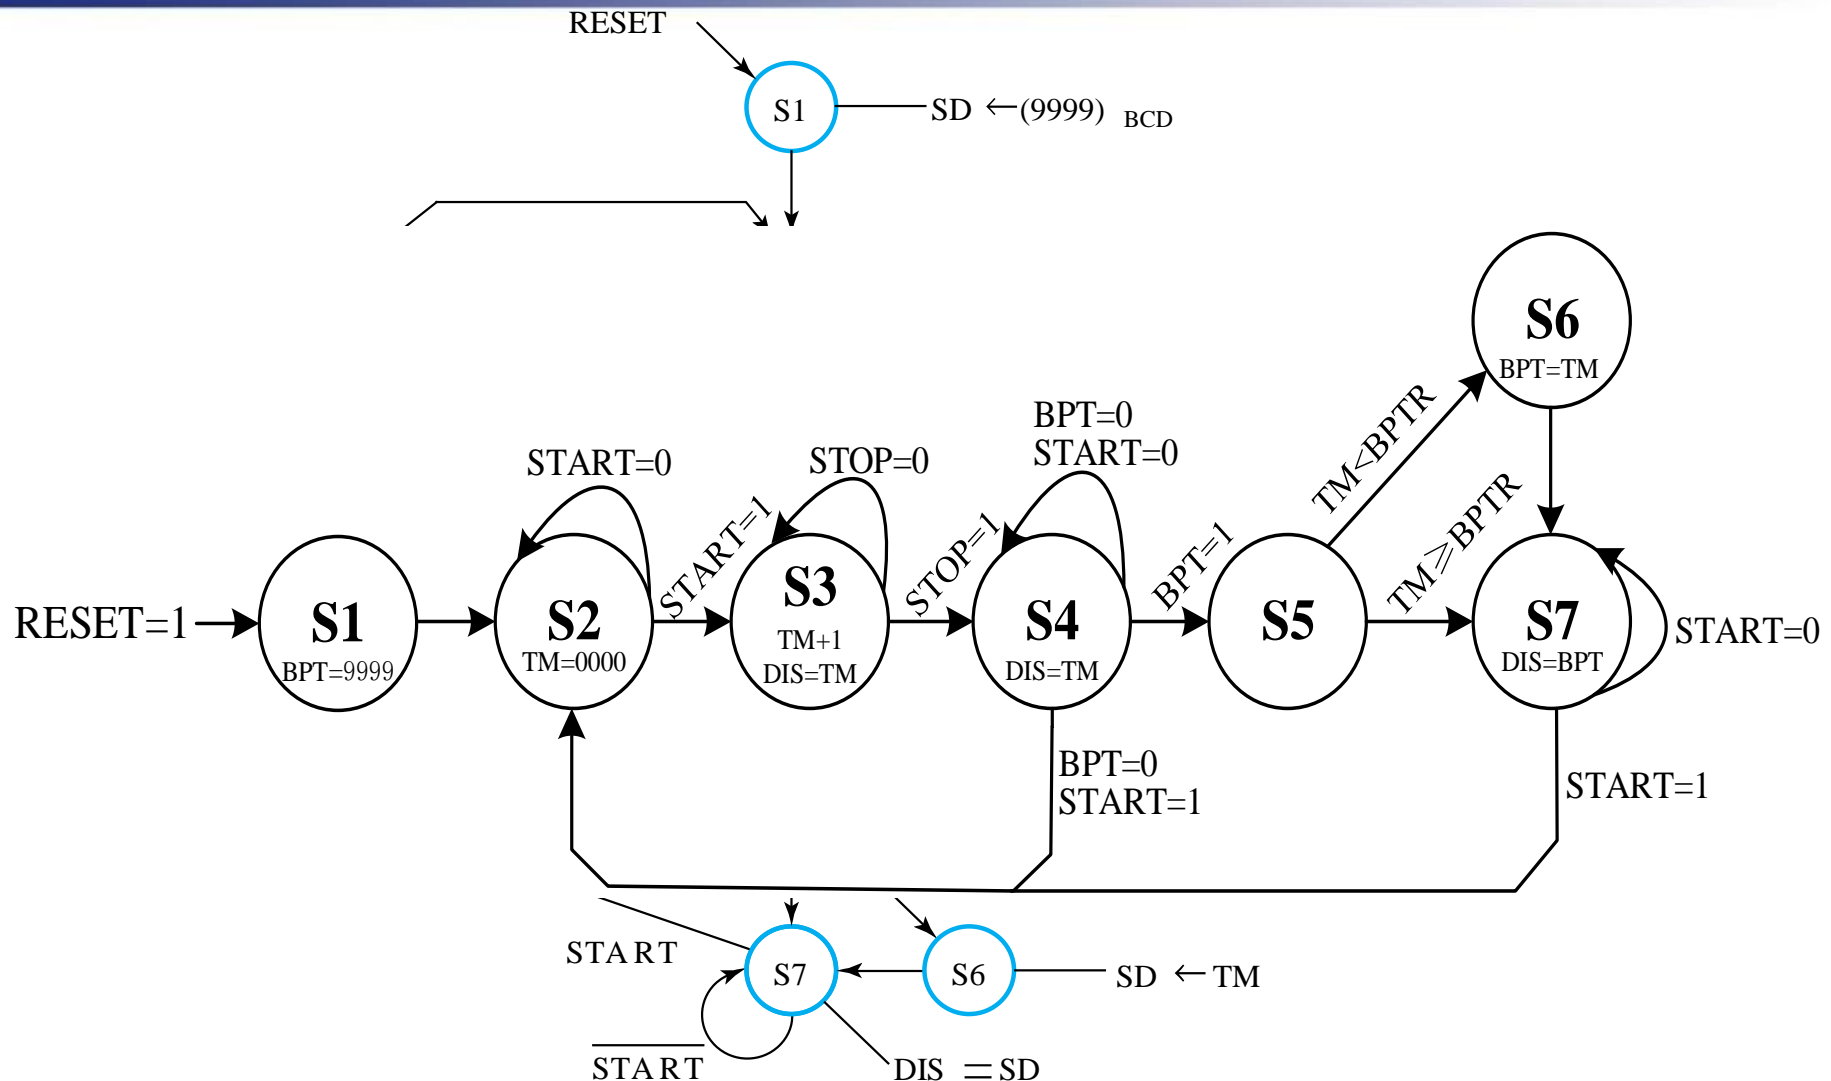 RESET
S1
SD ←(9999) BCD
S6
BPT=TM
TM<BPTR
BPT=0
START=0
START=0
STOP=0
START=1
STOP=1
BPT=1
TM≥BPTR
RESET=1
S1
BPT=9999
S2
TM=0000
S3
TM+1
DIS=TM
S4
DIS=TM
S5
S7
DIS=BPT
START=0
BPT=0
START=1
START=1
START
S7
S6
SD ←TM
START
DIS =SD